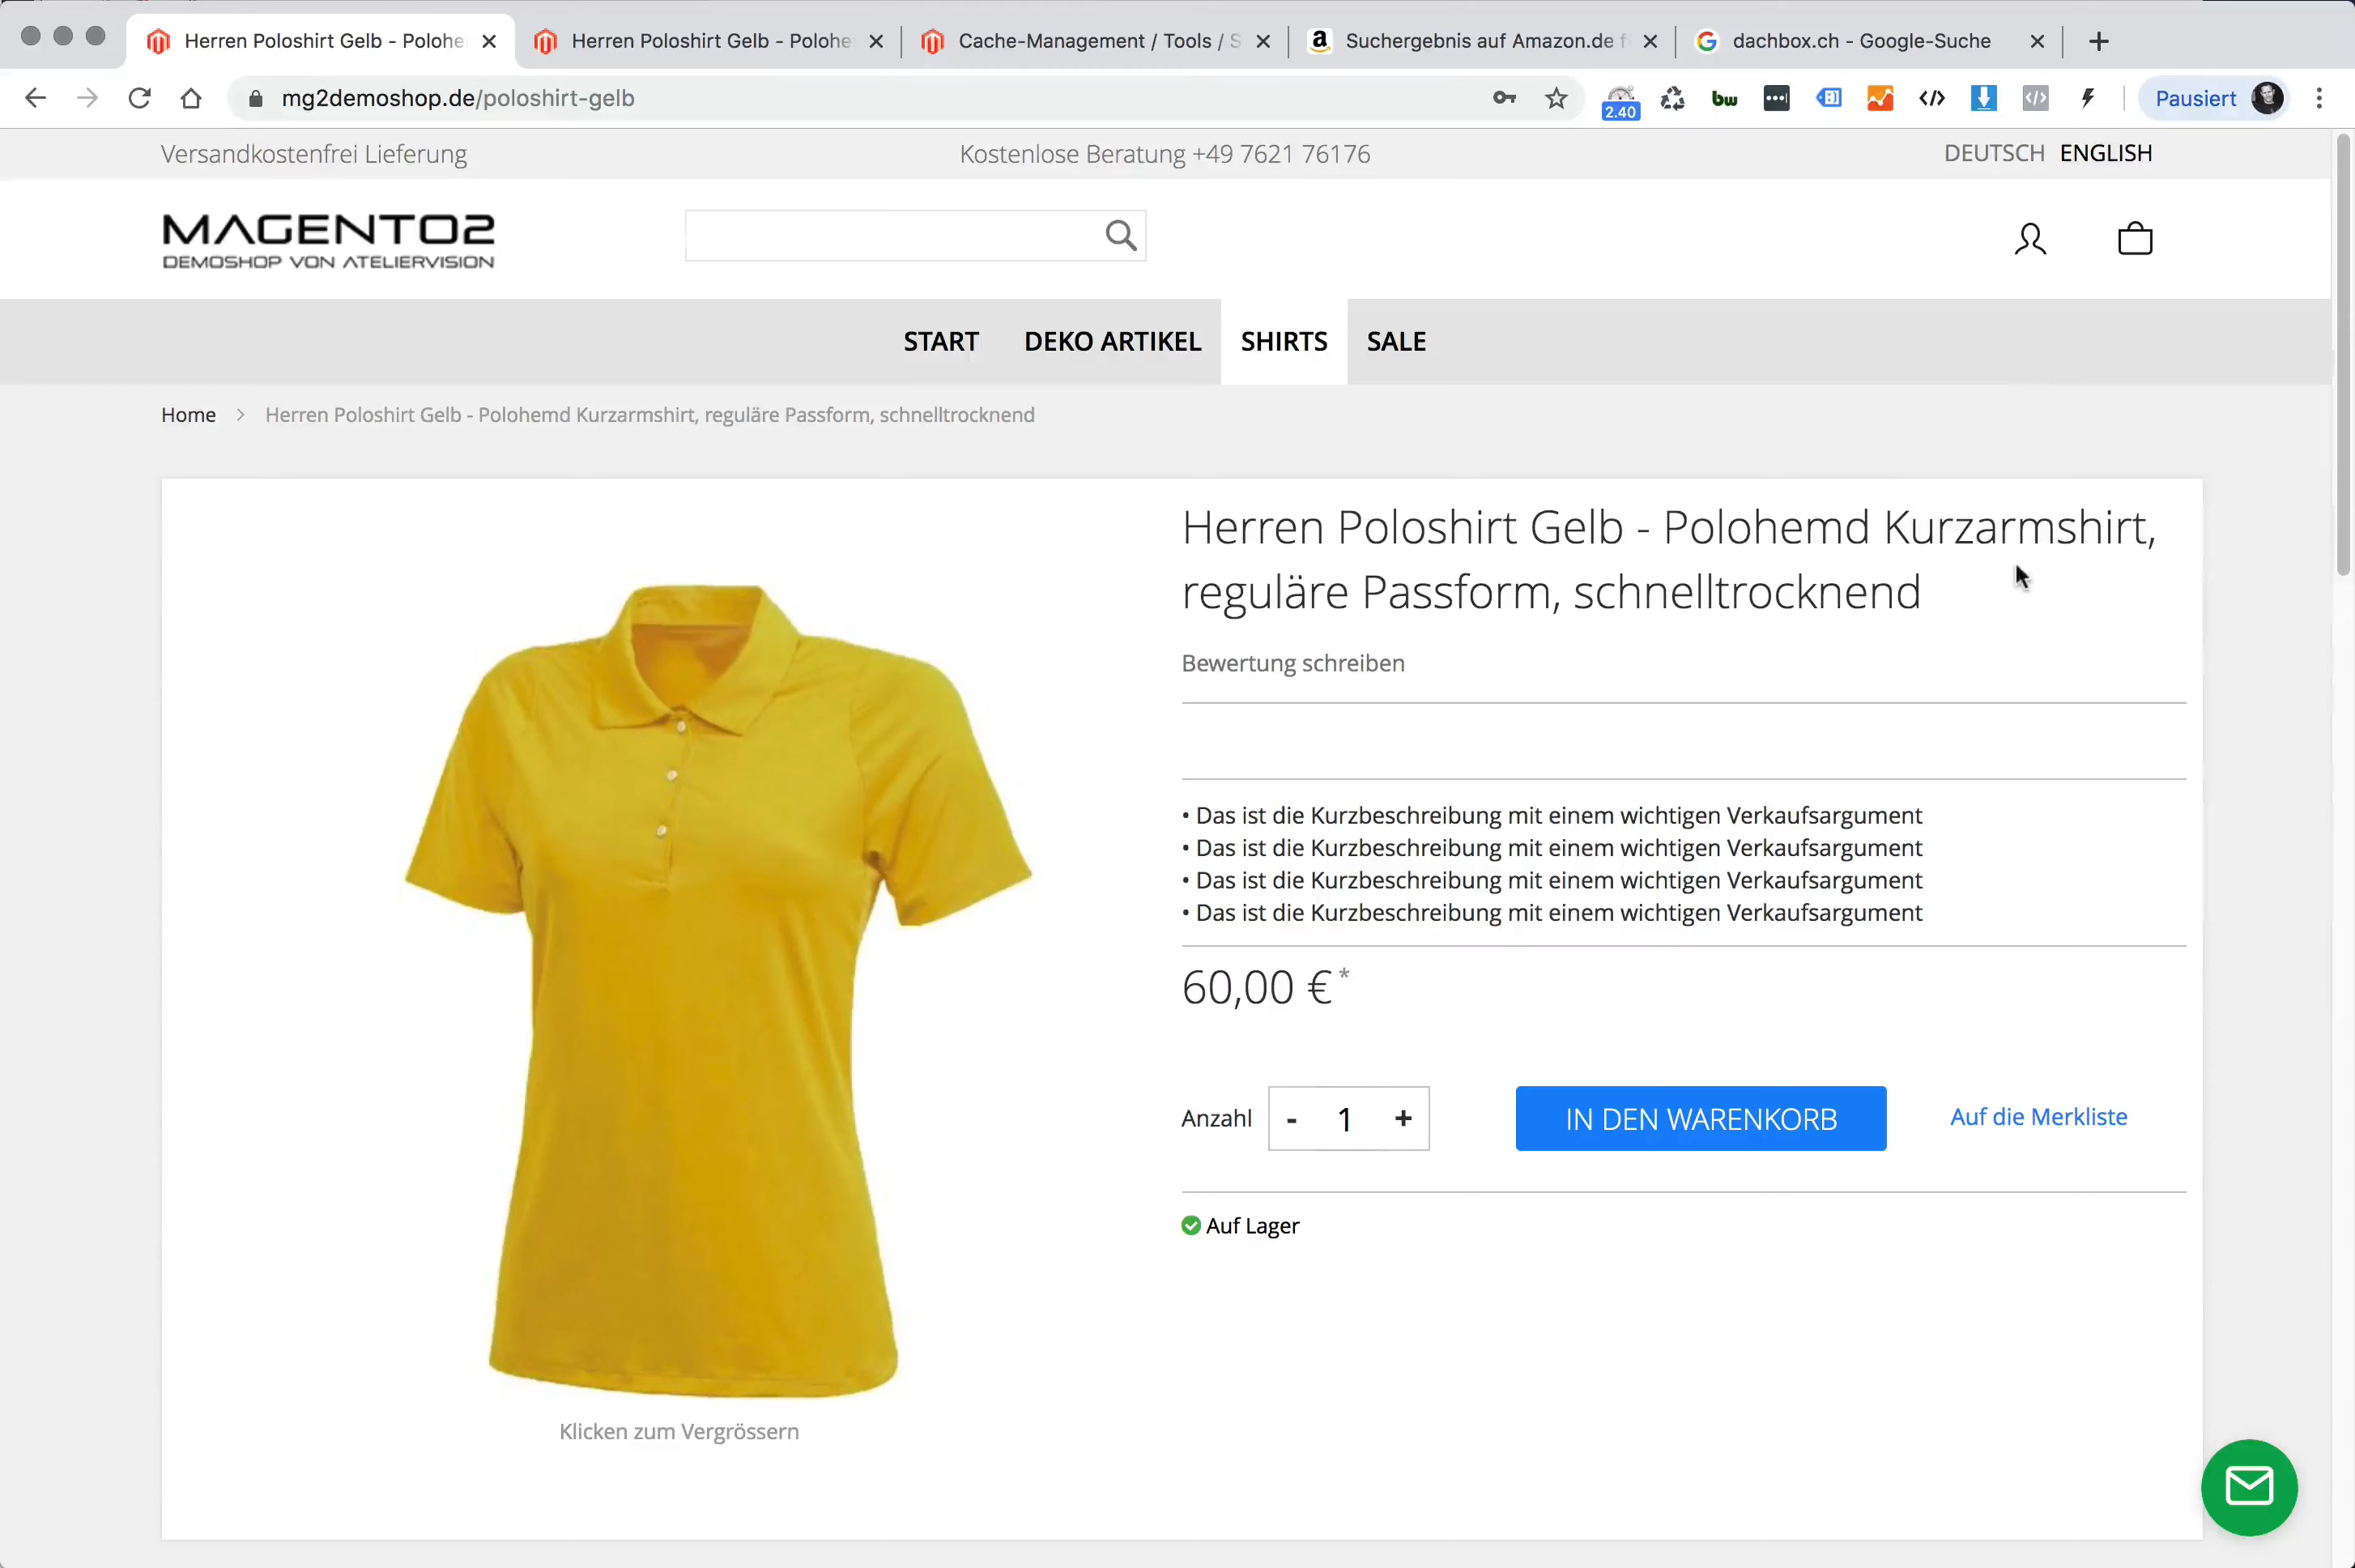 Herren Poloshirt Gelb - Polohe
Herren Poloshirt Gelb - Polohe
Cache-Management / Tools / S
Suchergebnis auf Amazon.de f
dachbox.ch - Google-Suche
mg2demoshop.de/poloshirt-gelb
2.40
bw
Pausiert
Versandkostenfrei Lieferung
Kostenlose Beratung +49 7621 76176
DEUTSCH ENGLISH
MAGENTO2
DEMOSHOP VON ATELIERVISION
START DEKO ARTIKEL SHIRTS SALE
Home > Herren Poloshirt Gelb - Polohemd Kurzarmshirt, reguläre Passform, schnelltrocknend
Herren Poloshirt Gelb - Polohemd Kurzarmshirt,
reguläre Passform, schnelltrocknend
Bewertung schreiben
• Das ist die Kurzbeschreibung mit einem wichtigen Verkaufsargument
• Das ist die Kurzbeschreibung mit einem wichtigen Verkaufsargument
• Das ist die Kurzbeschreibung mit einem wichtigen Verkaufsargument
• Das ist die Kurzbeschreibung mit einem wichtigen Verkaufsargument
60,00 €*
Anzahl - 1 + IN DEN WARENKORB Auf die Merkliste
Auf Lager
Klicken zum Vergrössern